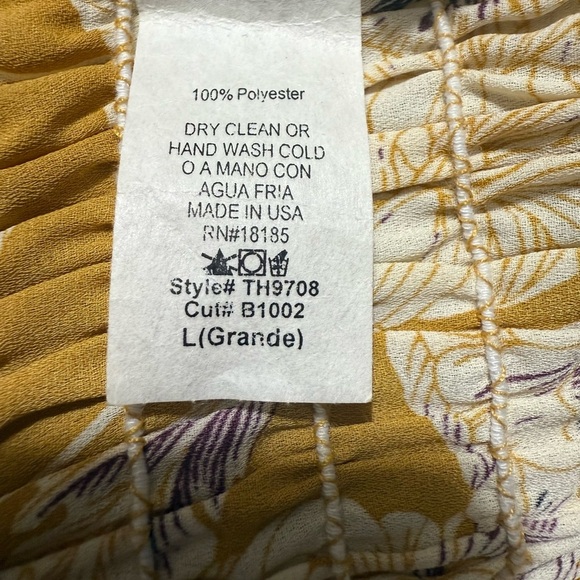 100% Polyester
DRY CLEAN OR
HAND WASH COLD
O A MANO CON
AGUA FRIA
MADE IN USA
RN#18185
Style# TH9708
Cut# B1002
L(Grande)